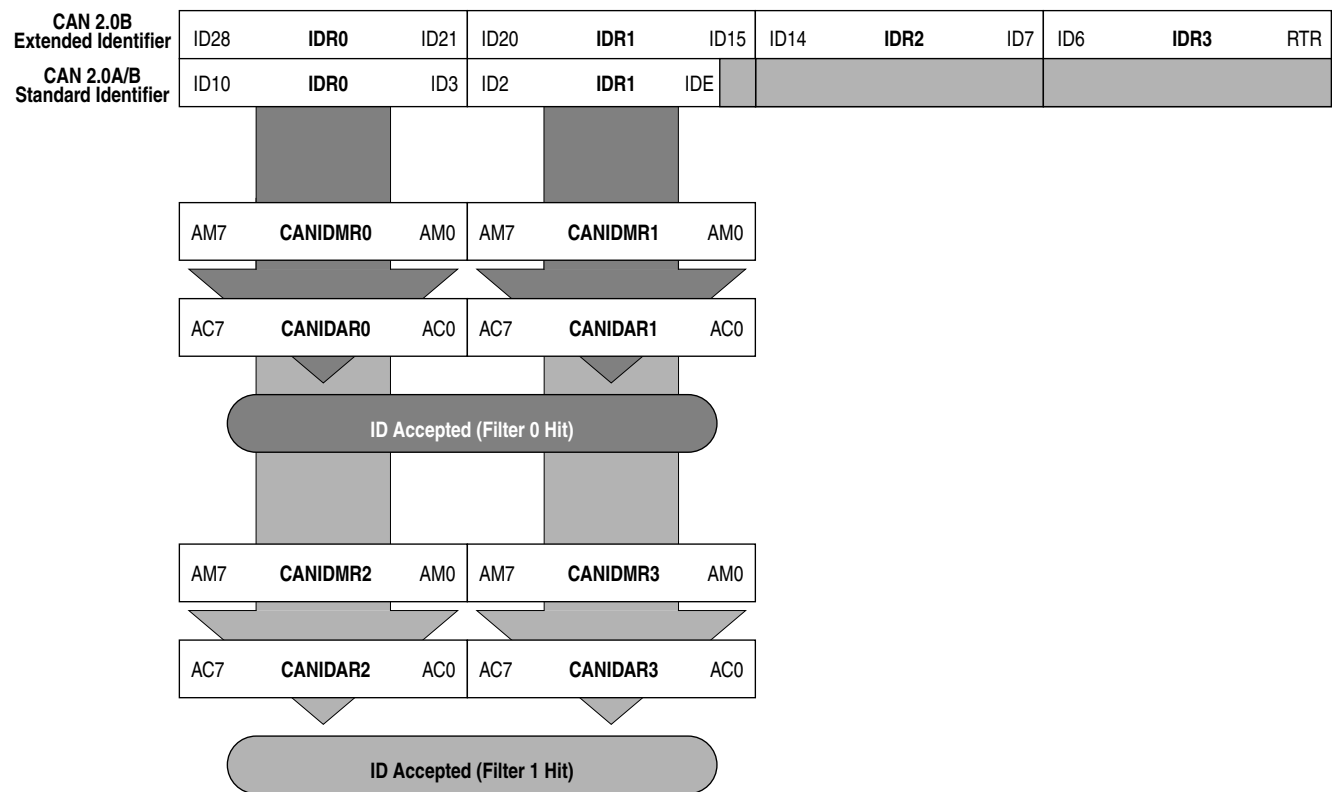 CAN 2.0B
Extended Identifier
ID28 IDR0 ID21 ID20 IDR1 ID15 ID14 IDR2 ID7 ID6 IDR3 RTR
CAN 2.0A/B
Standard Identifier
ID10 IDR0 ID3 ID2 IDR1 IDE
AM7 CANIDMR0 AM0 AM7 CANIDMR1 AM0
AC7 CANIDAR0 AC0 AC7 CANIDAR1 AC0
ID Accepted (Filter 0 Hit)
AM7 CANIDMR2 AM0 AM7 CANIDMR3 AM0
AC7 CANIDAR2 AC0 AC7 CANIDAR3 AC0
ID Accepted (Filter 1 Hit)